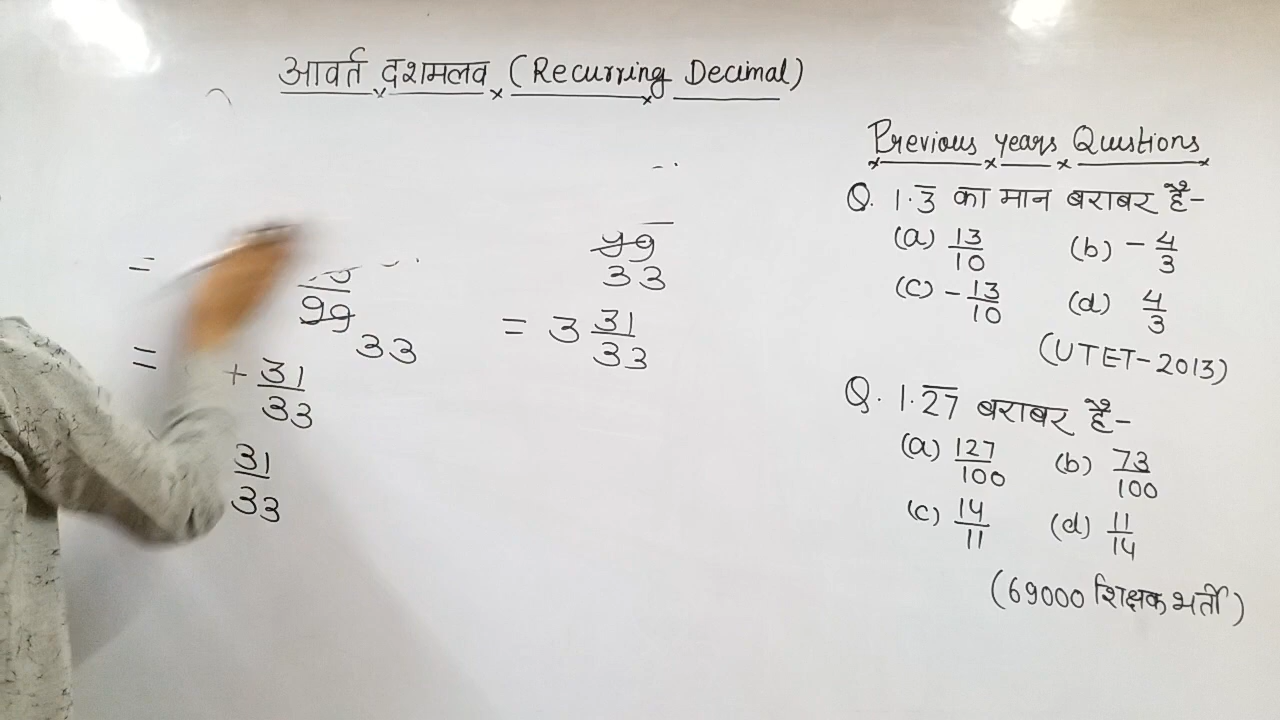 आवर्त दशमलव (Recurring Decimal)
=
99
33
= + 31/33
31/33
99
33
= 3 31/33
Previous years Qustions
Q. 1.3̅ का मान बराबर है-
(a) 13/10 (b) - 4/3
(c) - 13/10 (d) 4/3
(UTET-2013)
Q. 1.2̅7̅ बराबर है-
(a) 127/100 (b) 73/100
(c) 14/11 (d) 11/14
(69000 शिक्षक भर्ती)